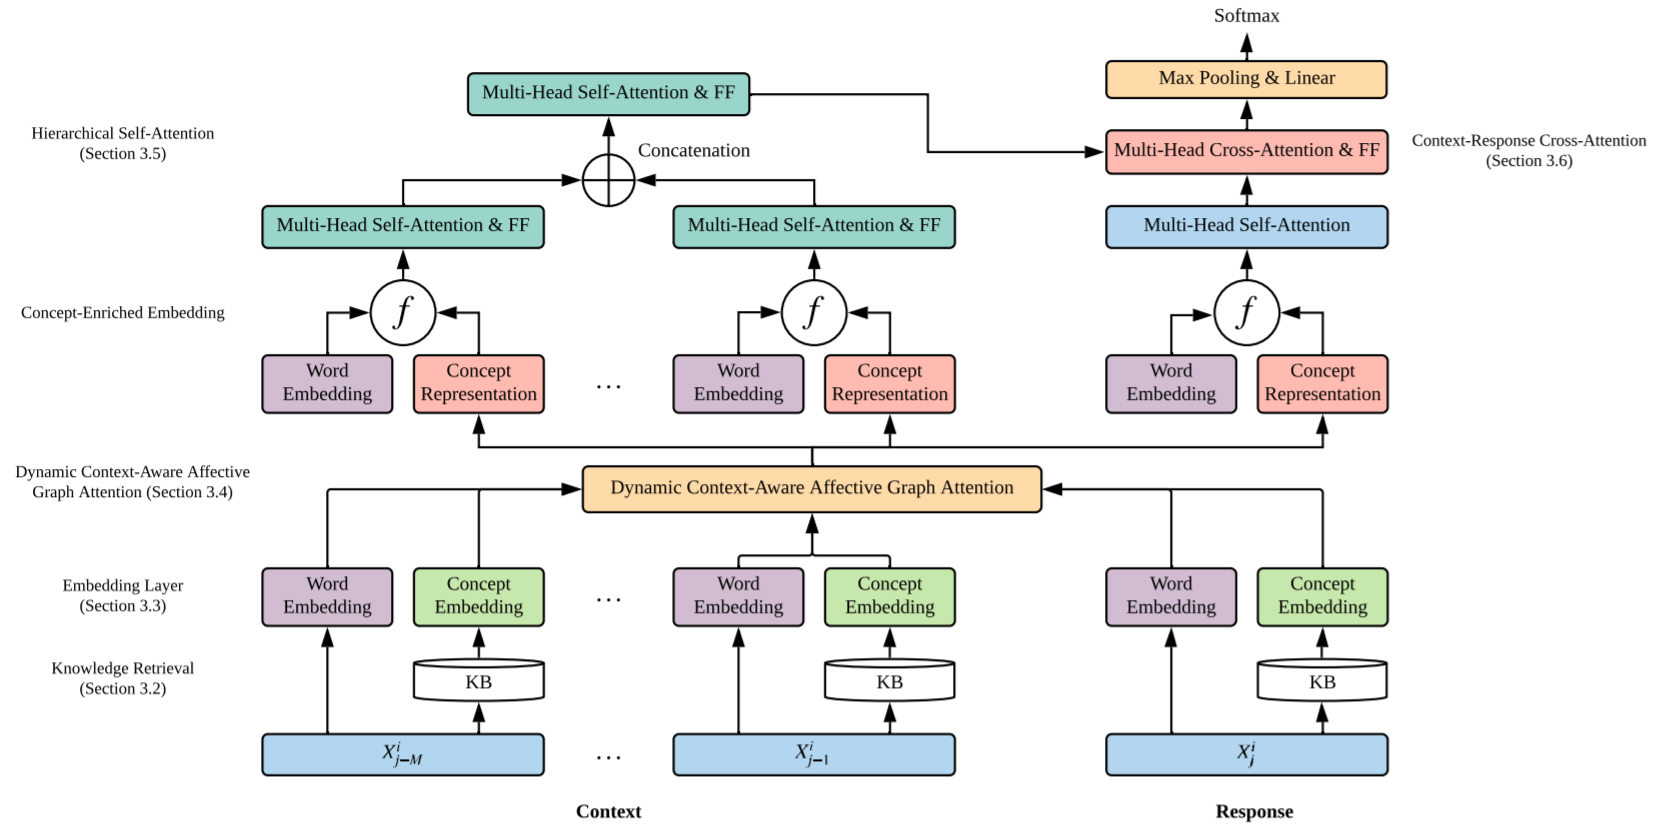 Softmax
Max Pooling & Linear
Multi-Head Self-Attention & FF
Hierarchical Self-Attention
(Section 3.5)
Concatenation
Multi-Head Cross-Attention & FF
Context-Response Cross-Attention
(Section 3.6)
Multi-Head Self-Attention & FF
Multi-Head Self-Attention & FF
Multi-Head Self-Attention
Concept-Enriched Embedding
f
f
f
Word
Embedding
Concept
Representation
...
Word
Embedding
Concept
Representation
Word
Embedding
Concept
Representation
Dynamic Context-Aware Affective
Graph Attention (Section 3.4)
Dynamic Context-Aware Affective Graph Attention
Embedding Layer
(Section 3.3)
Word
Embedding
Concept
Embedding
...
Word
Embedding
Concept
Embedding
Word
Embedding
Concept
Embedding
Knowledge Retrieval
(Section 3.2)
KB
KB
KB
X^i_{j−M}
...
X^i_{j−1}
X^i_j
Context
Response